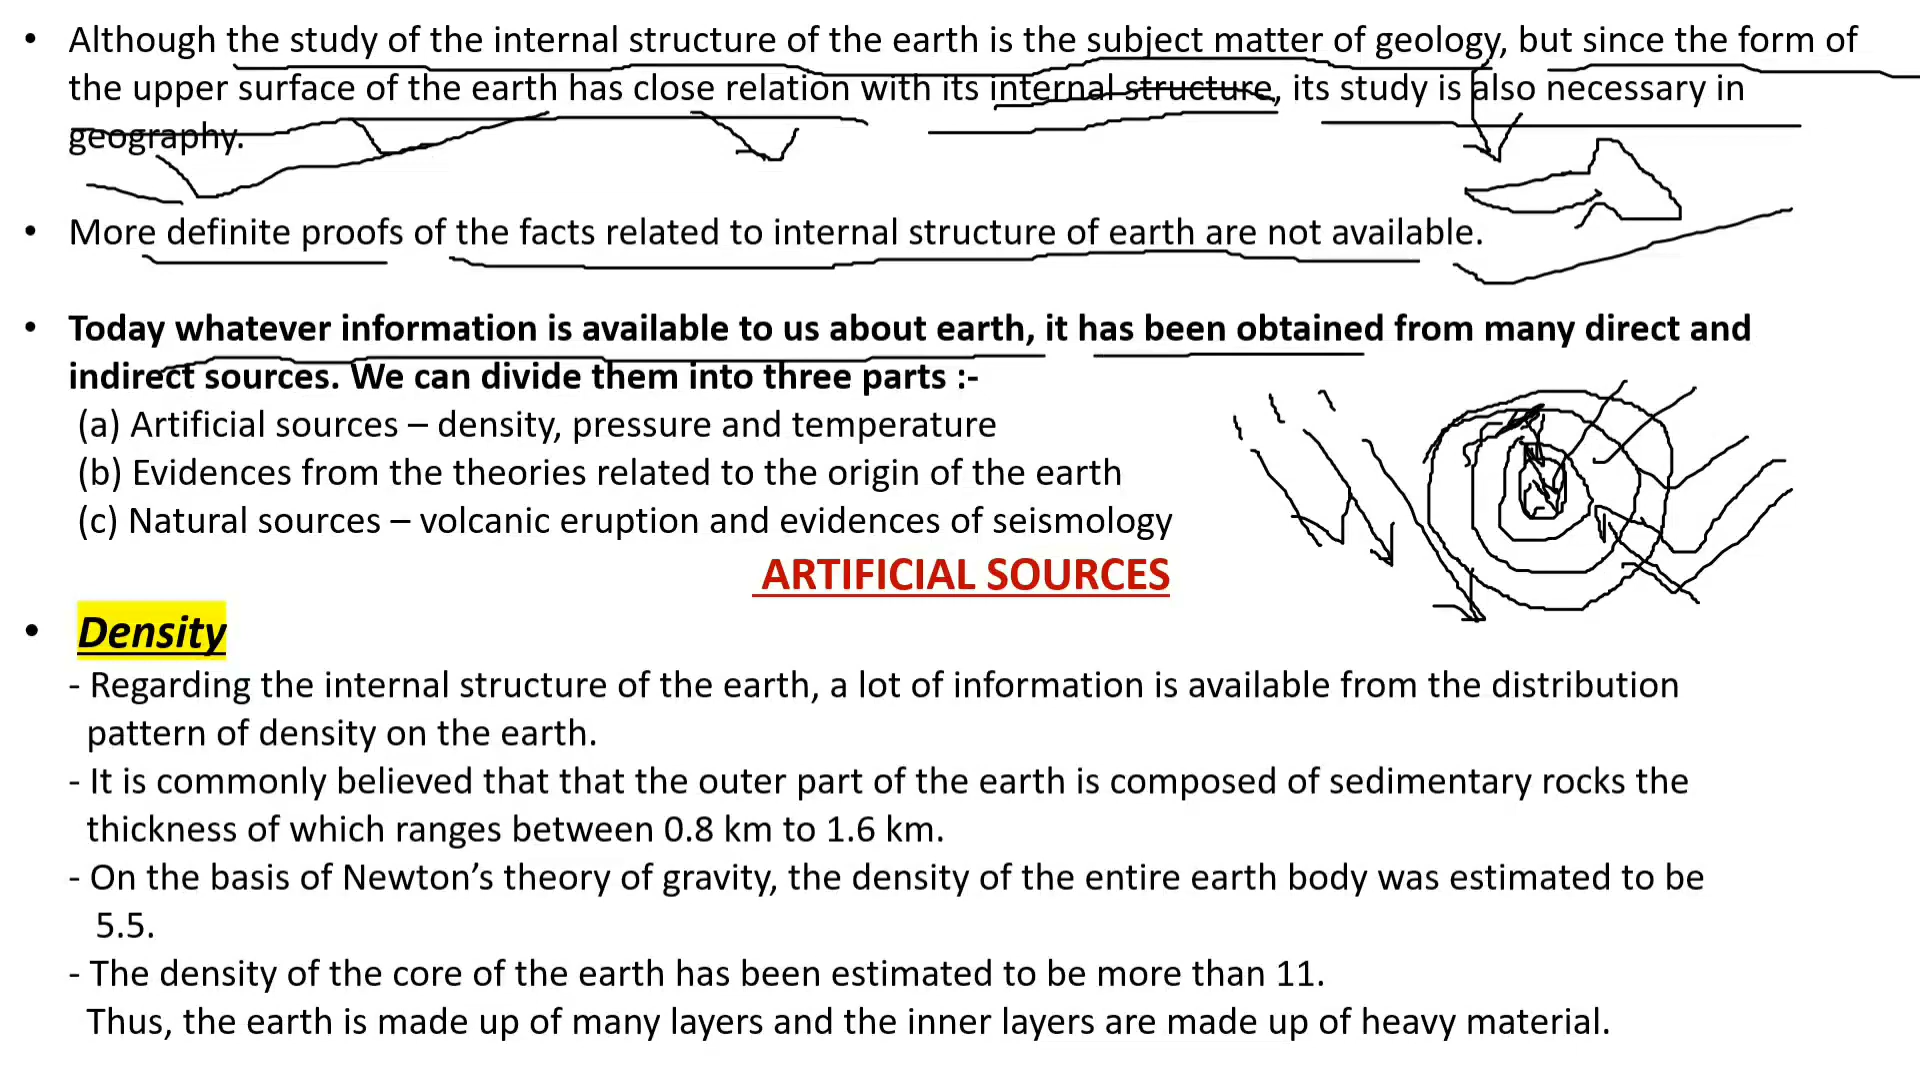 • Although the study of the internal structure of the earth is the subject matter of geology, but since the form of
the upper surface of the earth has close relation with its internal structure, its study is also necessary in
geography.
• More definite proofs of the facts related to internal structure of earth are not available.
• Today whatever information is available to us about earth, it has been obtained from many direct and
indirect sources. We can divide them into three parts :-
(a) Artificial sources – density, pressure and temperature
(b) Evidences from the theories related to the origin of the earth
(c) Natural sources – volcanic eruption and evidences of seismology
ARTIFICIAL SOURCES
• Density
- Regarding the internal structure of the earth, a lot of information is available from the distribution
pattern of density on the earth.
- It is commonly believed that that the outer part of the earth is composed of sedimentary rocks the
thickness of which ranges between 0.8 km to 1.6 km.
- On the basis of Newton’s theory of gravity, the density of the entire earth body was estimated to be
5.5.
- The density of the core of the earth has been estimated to be more than 11.
Thus, the earth is made up of many layers and the inner layers are made up of heavy material.